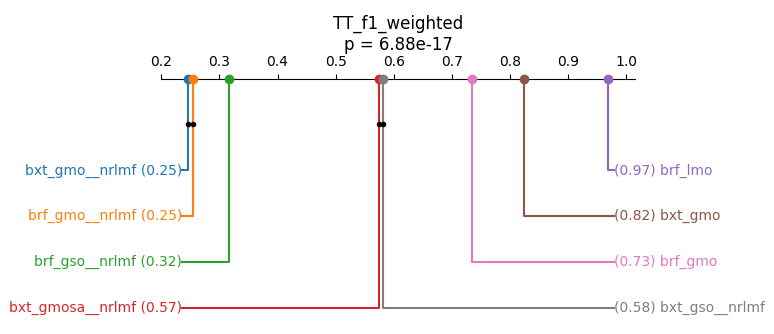 TT_f1_weighted
p = 6.88e-17
0.2 0.3 0.4 0.5 0.6 0.7 0.8 0.9 1.0
bxt_gmo__nrlmf (0.25) (0.97) brf_lmo
brf_gmo__nrlmf (0.25) (0.82) bxt_gmo
brf_gso__nrlmf (0.32) (0.73) brf_gmo
bxt_gmosa__nrlmf (0.57) (0.58) bxt_gso__nrlmf